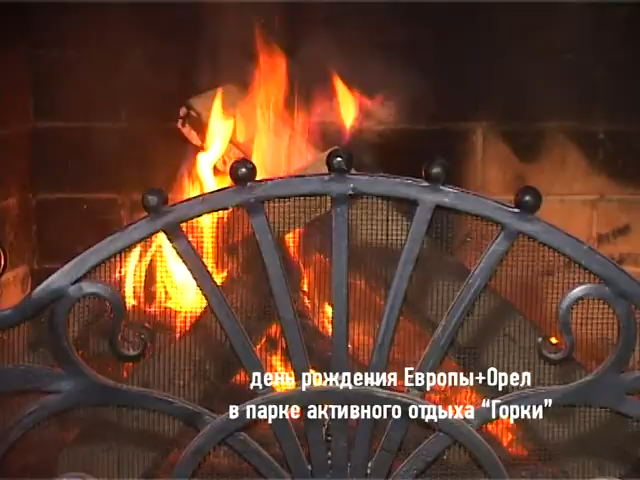 день рождения Европы+Орел
в парке активного отдыха “Горки”